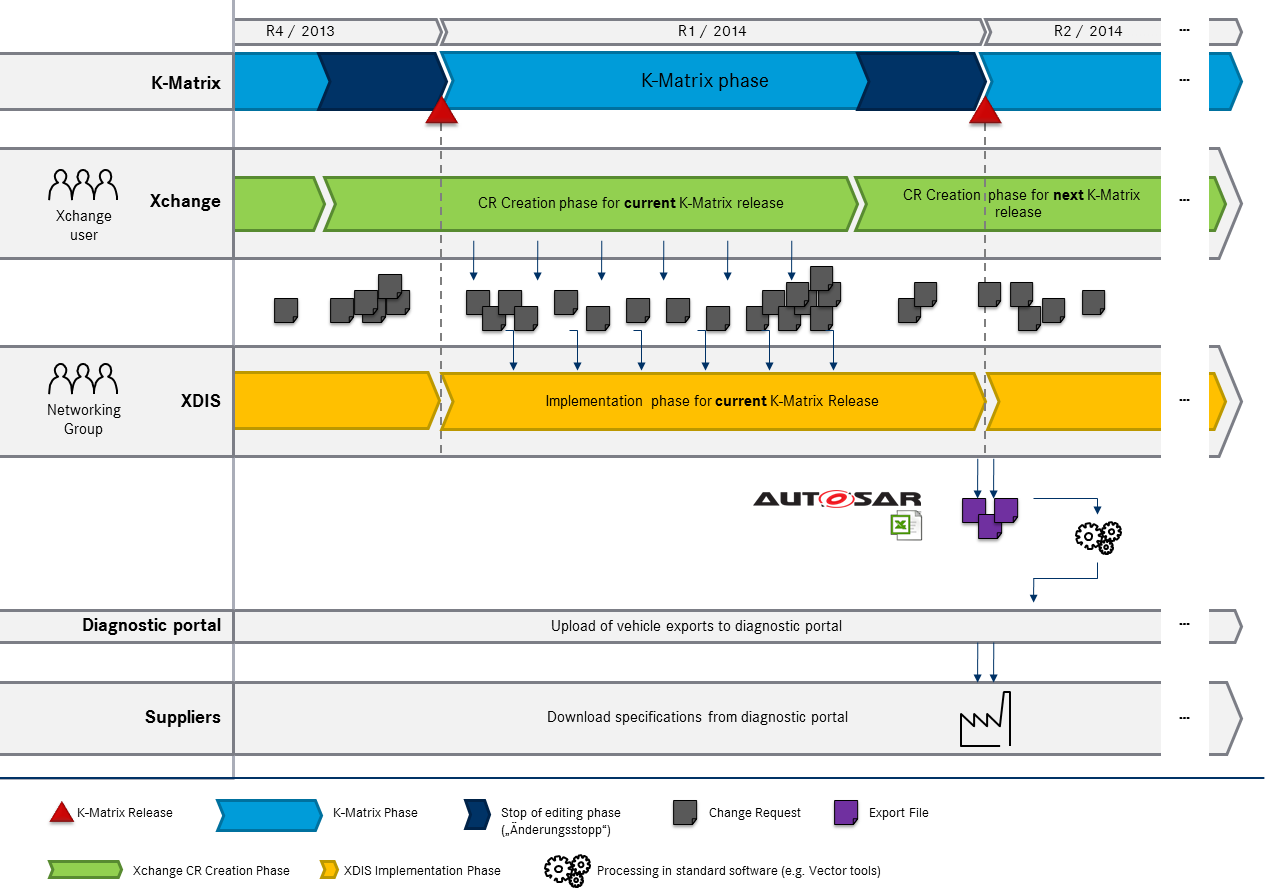 R4 / 2013
R1 / 2014
R2 / 2014
...
K-Matrix
K-Matrix phase
...
Xchange user
Xchange
CR Creation phase for current K-Matrix release
CR Creation phase for next K-Matrix
release
...
Networking
Group
XDIS
Implementation phase for current K-Matrix Release
...
AUTOSAR
X
Diagnostic portal
Upload of vehicle exports to diagnostic portal
...
Suppliers
Download specifications from diagnostic portal
...
K-Matrix Release
K-Matrix Phase
Stop of editing phase
(„Änderungsstopp“)
Change Request
Export File
Xchange CR Creation Phase
XDIS Implementation Phase
Processing in standard software (e.g. Vector tools)